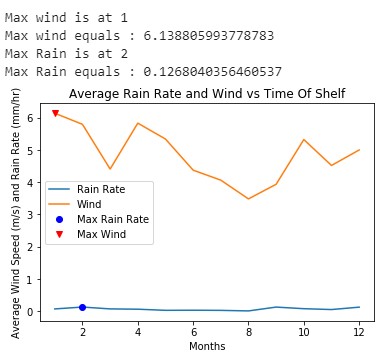 Max wind is at 1
Max wind equals : 6.138805993778783
Max Rain is at 2
Max Rain equals : 0.1268040356460537
Average Rain Rate and Wind vs Time Of Shelf
Average Wind Speed (m/s) and Rain Rate (mm/hr)
6
5
4
3
2
1
0
Rain Rate
Wind
Max Rain Rate
Max Wind
2 4 6 8 10 12
Months